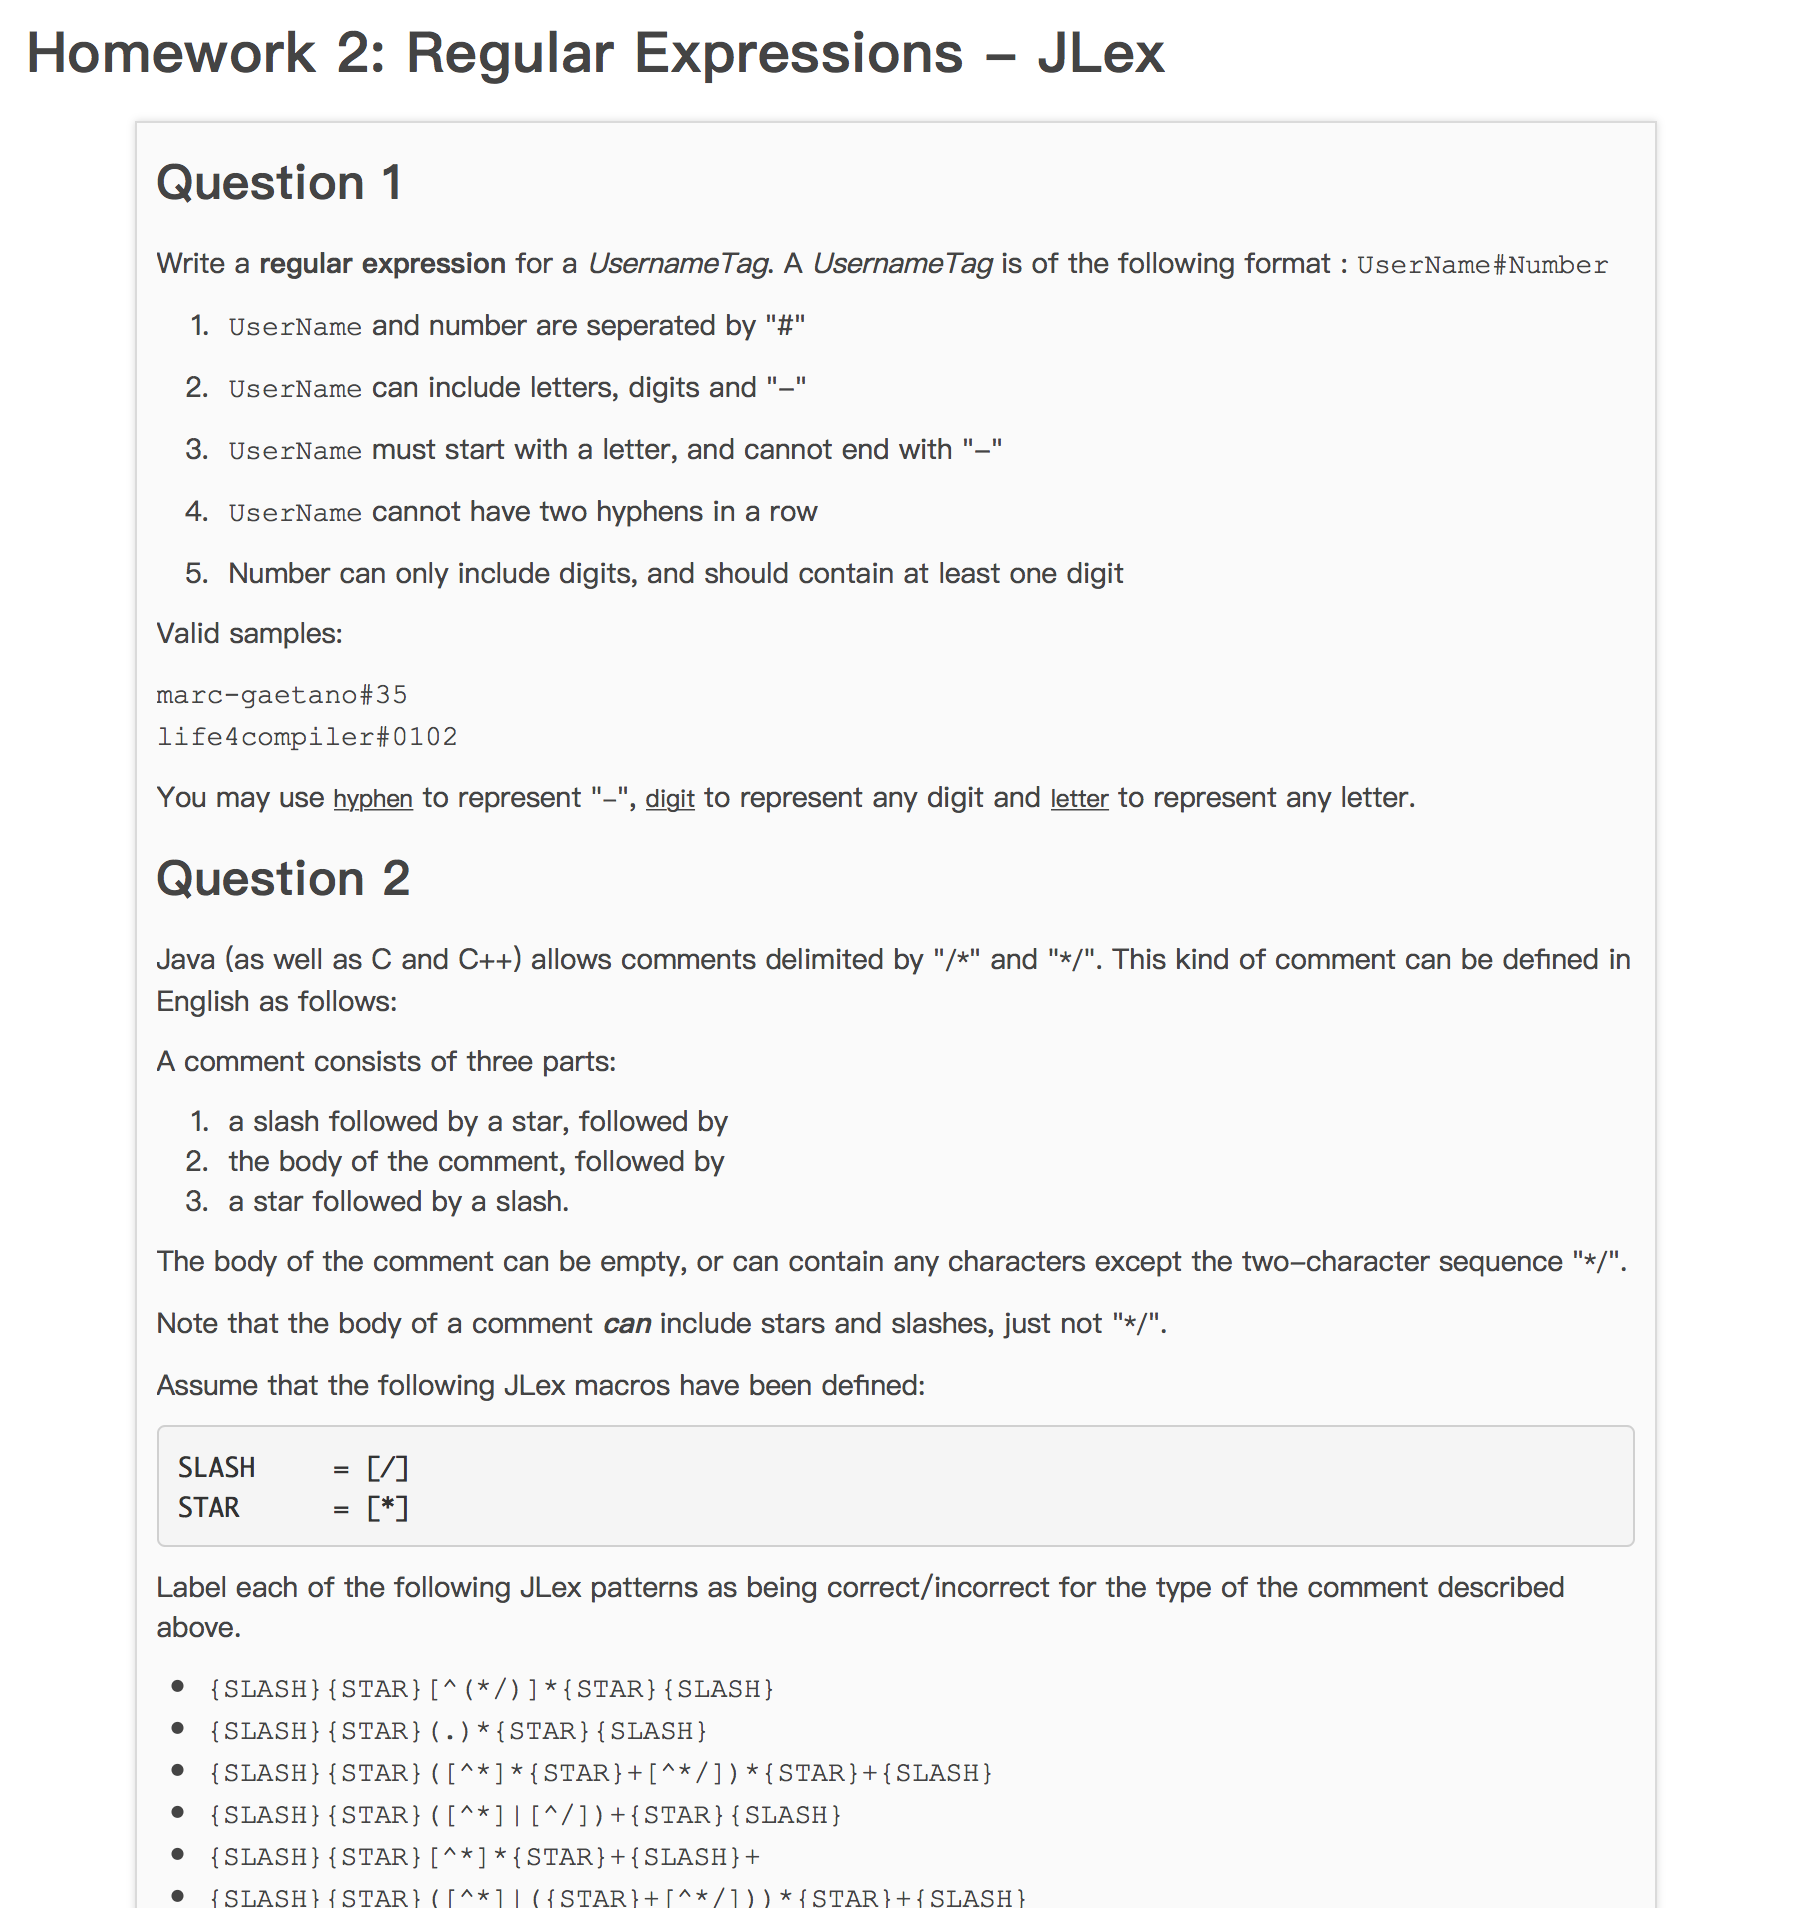 Homework 2: Regular Expressions – JLex
Question 1
Write a regular expression for a UsernameTag. A UsernameTag is of the following format : UserName#Number
1. UserName and number are seperated by "#"
2. UserName can include letters, digits and "-"
3. UserName must start with a letter, and cannot end with "-"
4. UserName cannot have two hyphens in a row
5. Number can only include digits, and should contain at least one digit
Valid samples:
marc-gaetano#35
life4compiler#0102
You may use hyphen to represent "-", digit to represent any digit and letter to represent any letter.
Question 2
Java (as well as C and C++) allows comments delimited by "/*" and "*/". This kind of comment can be defined in
English as follows:
A comment consists of three parts:
1. a slash followed by a star, followed by
2. the body of the comment, followed by
3. a star followed by a slash.
The body of the comment can be empty, or can contain any characters except the two-character sequence "*/".
Note that the body of a comment can include stars and slashes, just not "*/".
Assume that the following JLex macros have been defined:
SLASH     = [/]
STAR      = [*]
Label each of the following JLex patterns as being correct/incorrect for the type of the comment described
above.
• {SLASH}{STAR}[^(*/)]*{STAR}{SLASH}
• {SLASH}{STAR}(.)*{STAR}{SLASH}
• {SLASH}{STAR}([^*]*{STAR}+[^*/])*{STAR}+{SLASH}
• {SLASH}{STAR}([^*]|[^/])+{STAR}{SLASH}
• {SLASH}{STAR}[^*]*{STAR}+{SLASH}+
• {SLASH}{STAR}([^*]|({STAR}+[^*/]))*{STAR}+{SLASH}